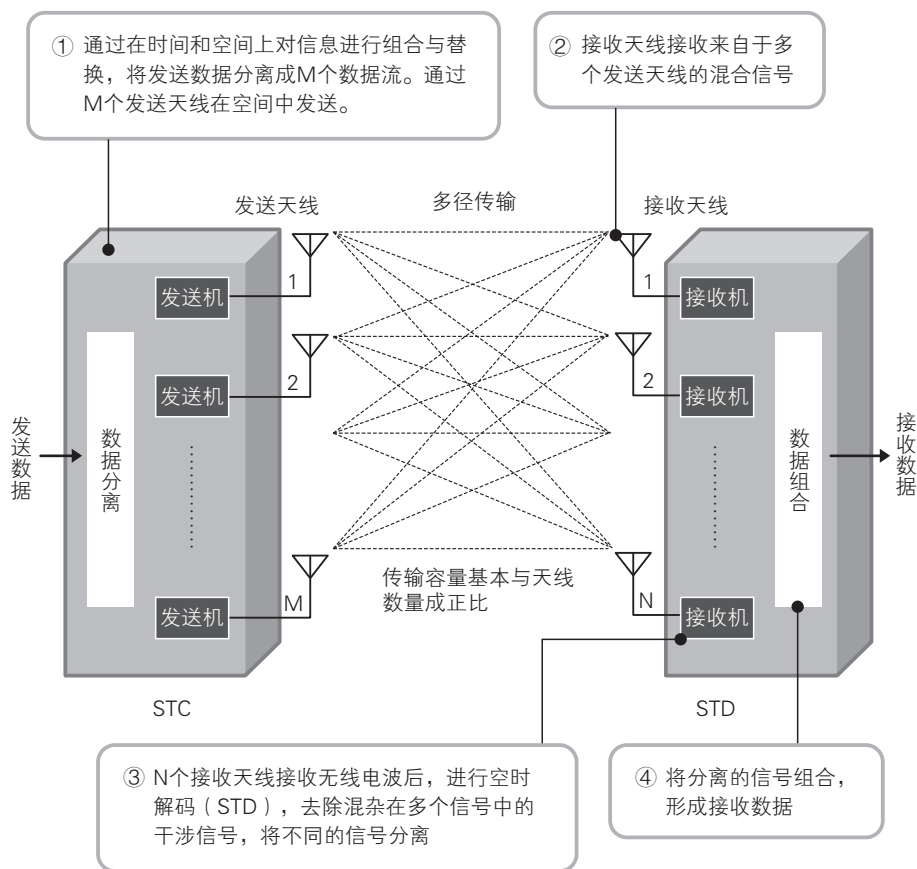 ① 通过在时间和空间上对信息进行组合与替
换，将发送数据分离成M个数据流。通过
M个发送天线在空间中发送。
② 接收天线接收来自于多
个发送天线的混合信号
发送天线
多径传输
接收天线
发送机
1
发送机
2
发送机
M
发送数据
数据分离
1
接收机
2
接收机
N
接收机
数据组合
接收数据
传输容量基本与天线
数量成正比
STC
STD
③ N个接收天线接收无线电波后，进行空时
解码（STD），去除混杂在多个信号中的
干涉信号，将不同的信号分离
④ 将分离的信号组合，
形成接收数据